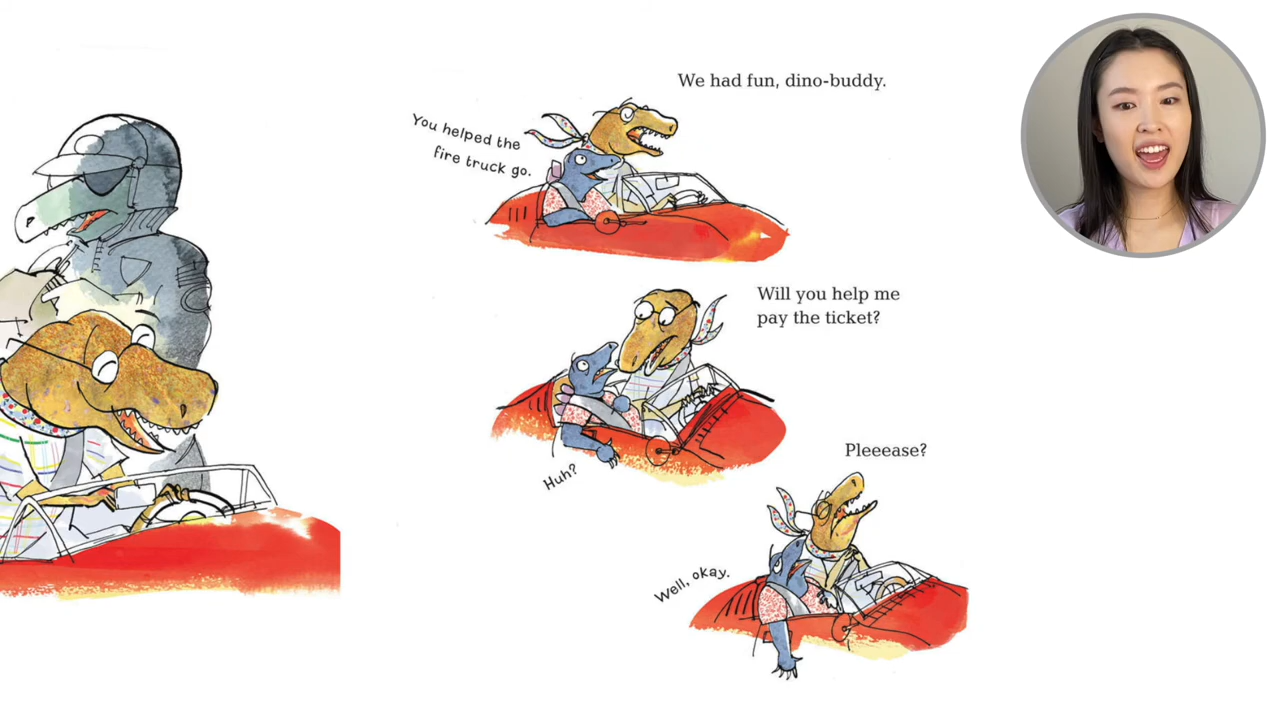 We had fun, dino-buddy.
You helped the
fire truck go.
Will you help me
pay the ticket?
Huh?
Pleeease?
Well, okay.